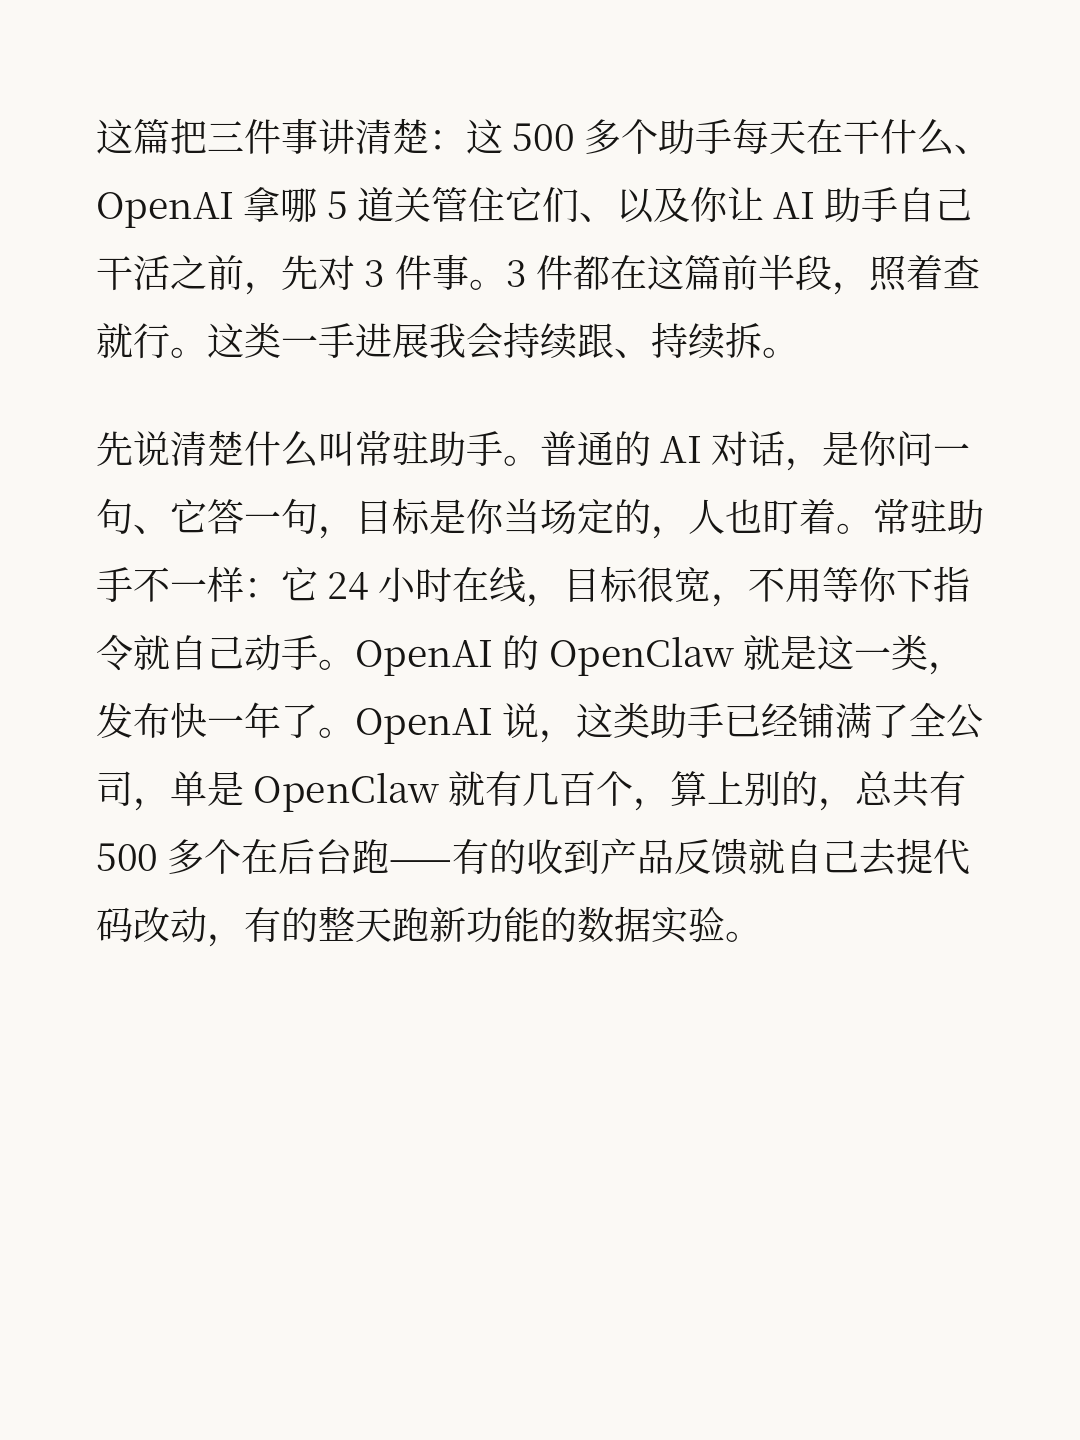 这篇把三件事讲清楚：这 500 多个助手每天在干什么、
OpenAI 拿哪 5 道关管住它们、以及你让 AI 助手自己
干活之前，先对 3 件事。3 件都在这篇前半段，照着查
就行。这类一手进展我会持续跟、持续拆。
先说清楚什么叫常驻助手。普通的 AI 对话，是你问一
句、它答一句，目标是你当场定的，人也盯着。常驻助
手不一样：它 24 小时在线，目标很宽，不用等你下指
令就自己动手。OpenAI 的 OpenClaw 就是这一类，
发布快一年了。OpenAI 说，这类助手已经铺满了全公
司，单是 OpenClaw 就有几百个，算上别的，总共有
500 多个在后台跑——有的收到产品反馈就自己去提代
码改动，有的整天跑新功能的数据实验。